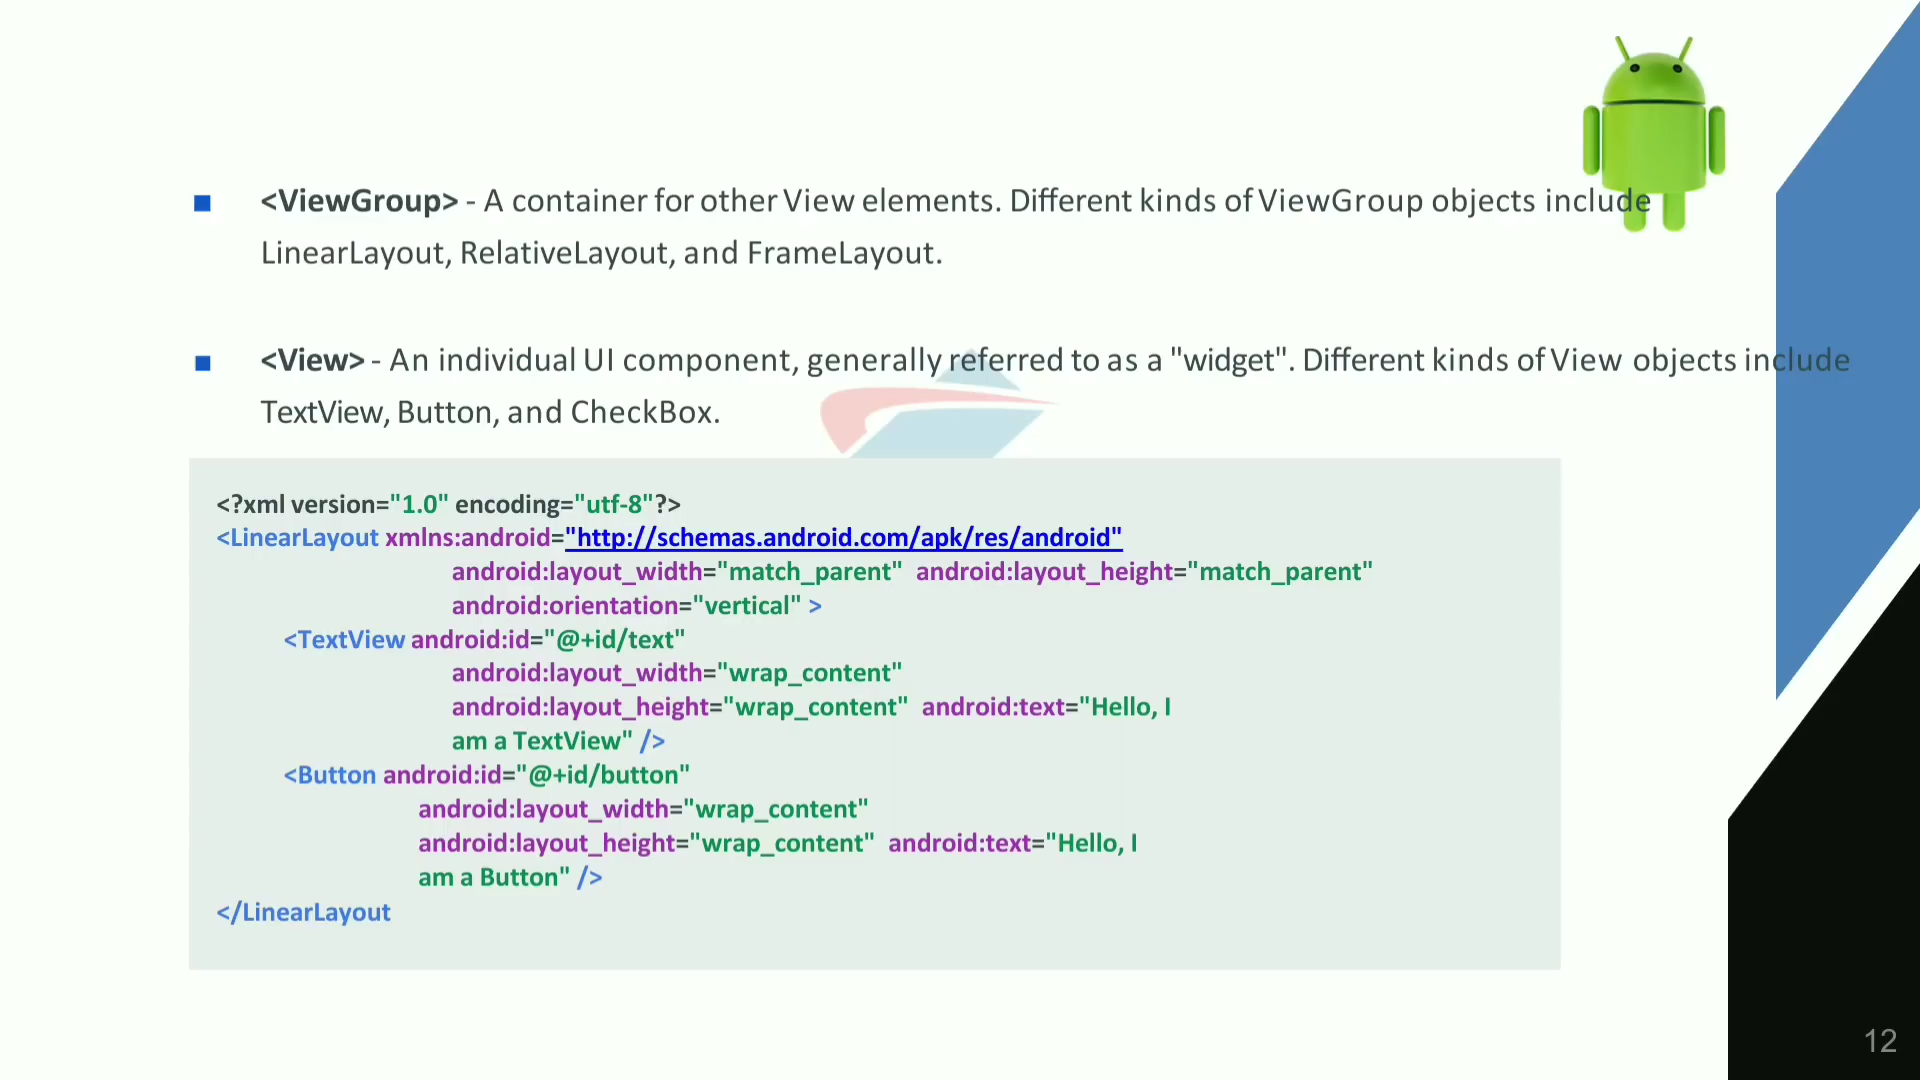 <ViewGroup> - A container for other View elements. Different kinds of ViewGroup objects include
LinearLayout, RelativeLayout, and FrameLayout.
<View> - An individual UI component, generally referred to as a "widget". Different kinds of View objects include
TextView, Button, and CheckBox.
<?xml version="1.0" encoding="utf-8"?>
<LinearLayout xmlns:android="http://schemas.android.com/apk/res/android"
android:layout_width="match_parent" android:layout_height="match_parent"
android:orientation="vertical" >
<TextView android:id="@+id/text"
android:layout_width="wrap_content"
android:layout_height="wrap_content" android:text="Hello, I
am a TextView" />
<Button android:id="@+id/button"
android:layout_width="wrap_content"
android:layout_height="wrap_content" android:text="Hello, I
am a Button" />
</LinearLayout
12